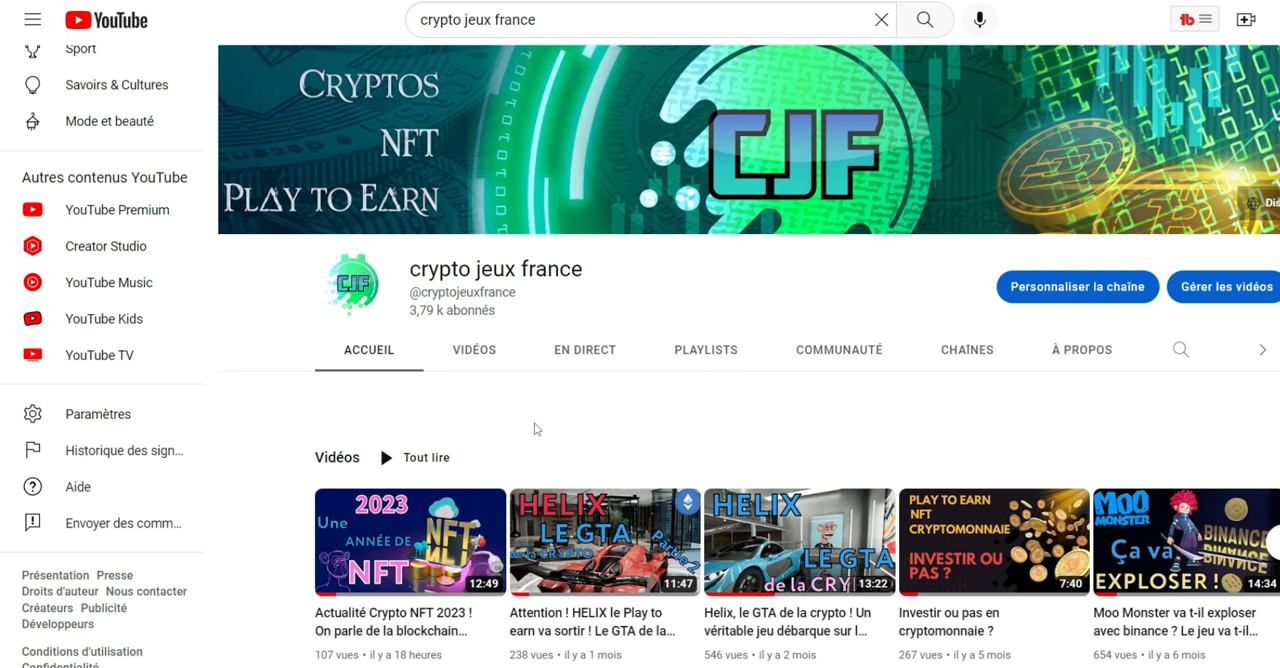 YouTube
crypto jeux france
Sport
Savoirs & Cultures
Mode et beauté
Autres contenus YouTube
YouTube Premium
Creator Studio
YouTube Music
YouTube Kids
YouTube TV
Paramètres
Historique des sign...
Aide
Envoyer des comm...
Présentation Presse
Droits d'auteur Nous contacter
Créateurs Publicité
Développeurs
Conditions d'utilisation
Confidentialité
CRYPTOS
NFT
PLAY TO EARN
CJF
CJF
crypto jeux france
@cryptojeuxfrance
3,79 k abonnés
Personnaliser la chaîne
Gérer les vidéos
ACCUEIL VIDÉOS EN DIRECT PLAYLISTS COMMUNAUTÉ CHAÎNES À PROPOS
Vidéos Tout lire
2023
Une
ANNÉE DE
NFT
NFT
12:49
Actualité Crypto NFT 2023 !
On parle de la blockchain...
107 vues • il y a 18 heures
HELIX
LE GTA
de la CRYPTO
Partie 2
11:47
Attention ! HELIX le Play to
earn va sortir ! Le GTA de la...
238 vues • il y a 1 mois
HELIX
LE GTA
de la CRY
13:22
Helix, le GTA de la crypto ! Un
véritable jeu débarque sur l...
546 vues • il y a 2 mois
PLAY TO EARN
NFT
CRYPTOMONNAIE
INVESTIR OU
PAS ?
7:40
Investir ou pas en
cryptomonnaie ?
267 vues • il y a 5 mois
MOO
MONSTER
BINANCE
Ça va
EXPLOSER !
14:34
Moo Monster va t-il exploser
avec binance ? Le jeu va t-il...
654 vues • il y a 6 mois